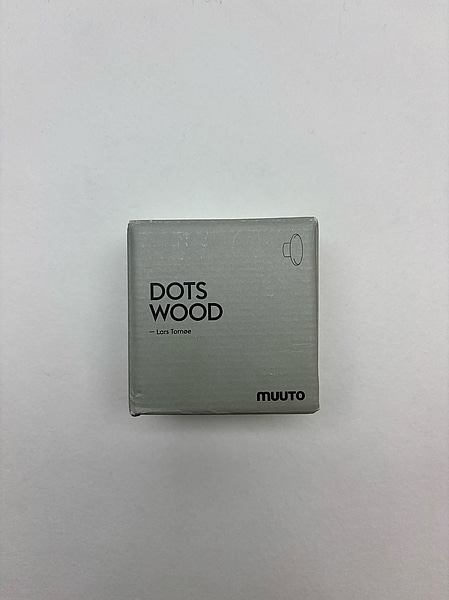 DOTS
WOOD
— Lars Tornøe
muuto